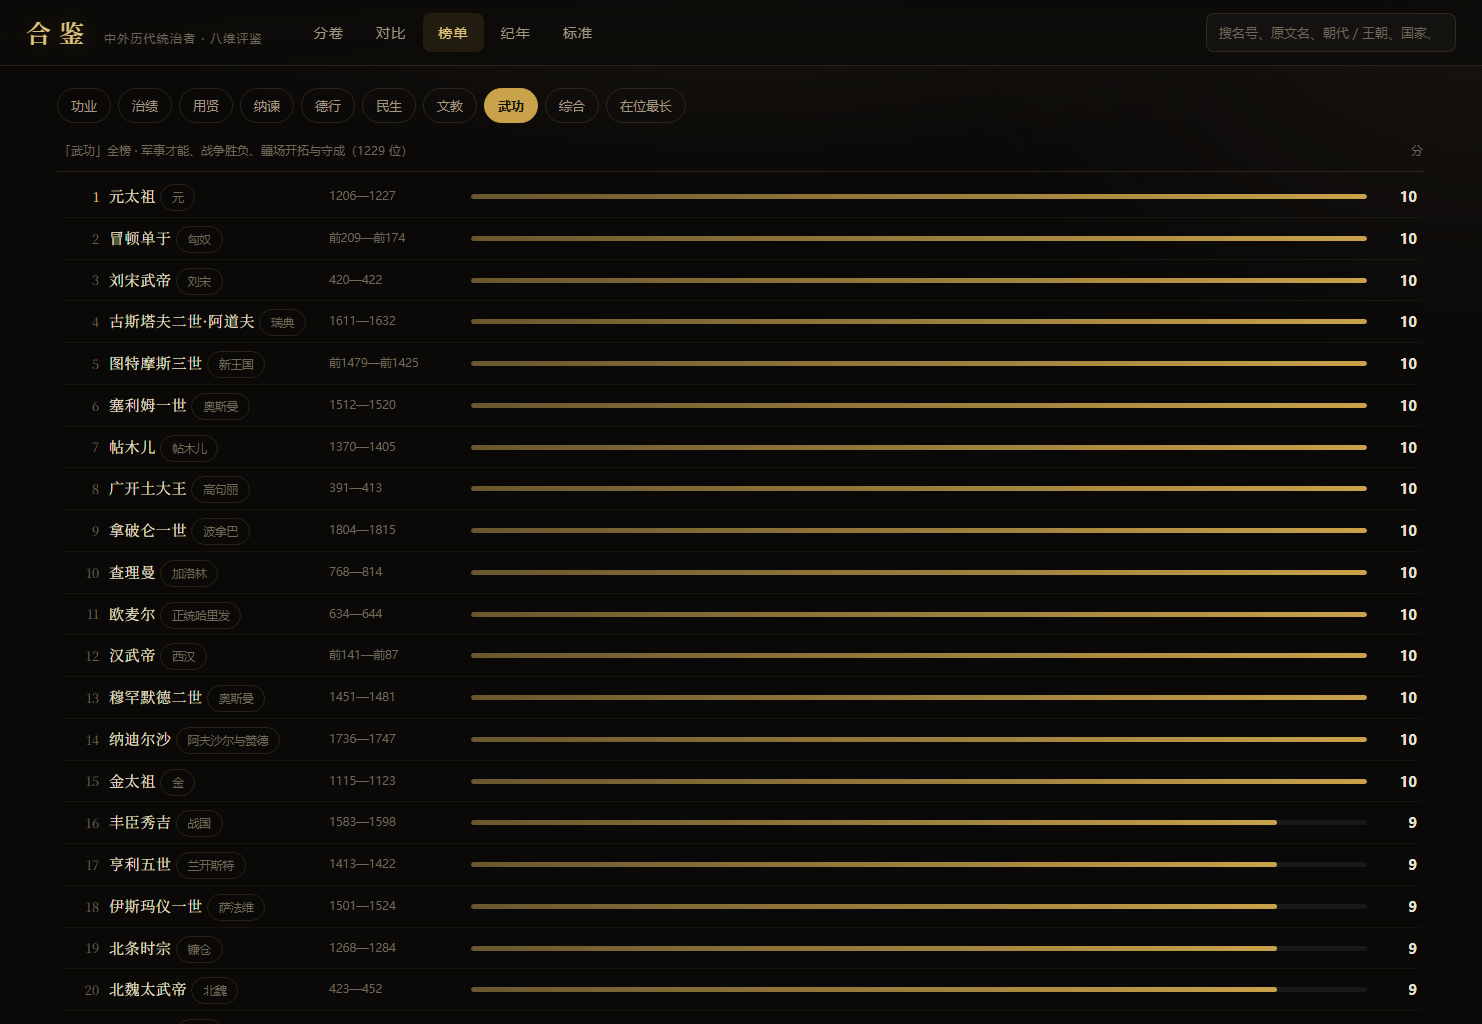 合鉴 中外历代统治者 · 八维评鉴 分卷 对比 榜单 纪年 标准 搜名号、原文名、朝代 / 王朝、国家、
功业 治绩 用贤 纳谏 德行 民生 文教 武功 综合 在位最长
「武功」全榜 · 军事才能、战争胜负、疆场开拓与守成（1229 位） 分
1 元太祖 元 1206—1227 10
2 冒顿单于 匈奴 前209—前174 10
3 刘宋武帝 刘宋 420—422 10
4 古斯塔夫二世·阿道夫 瑞典 1611—1632 10
5 图特摩斯三世 新王国 前1479—前1425 10
6 塞利姆一世 奥斯曼 1512—1520 10
7 帖木儿 帖木儿 1370—1405 10
8 广开土大王 高句丽 391—413 10
9 拿破仑一世 波拿巴 1804—1815 10
10 查理曼 加洛林 768—814 10
11 欧麦尔 正统哈里发 634—644 10
12 汉武帝 西汉 前141—前87 10
13 穆罕默德二世 奥斯曼 1451—1481 10
14 纳迪尔沙 阿夫沙尔与赞德 1736—1747 10
15 金太祖 金 1115—1123 10
16 丰臣秀吉 战国 1583—1598 9
17 亨利五世 兰开斯特 1413—1422 9
18 伊斯玛仪一世 萨法维 1501—1524 9
19 北条时宗 镰仓 1268—1284 9
20 北魏太武帝 北魏 423—452 9